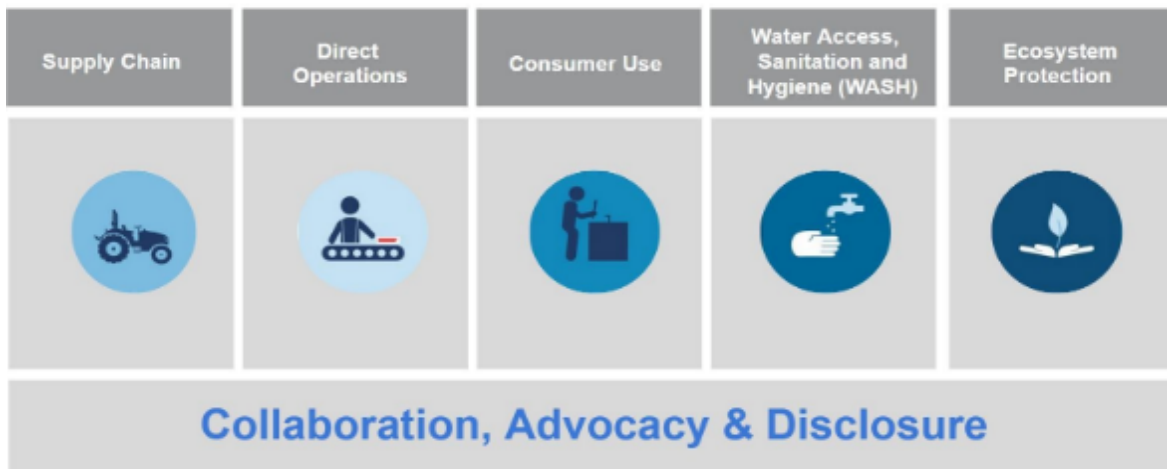 Supply Chain
Direct
Operations
Consumer Use
Water Access,
Sanitation and
Hygiene (WASH)
Ecosystem
Protection
Collaboration, Advocacy & Disclosure